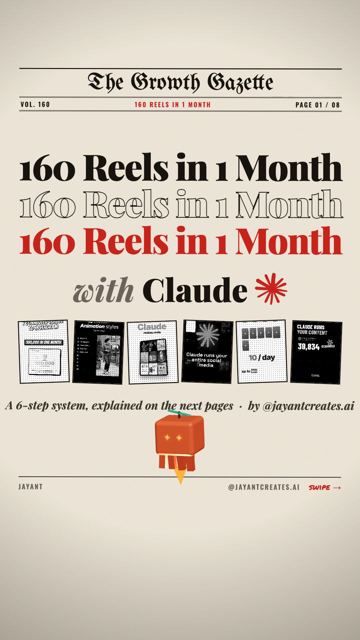 The Growth Gazette
VOL. 160 160 REELS IN 1 MONTH PAGE 01 / 08
160 Reels in 1 Month
160 Reels in 1 Month
160 Reels in 1 Month
with Claude
Animation styles
Claude
Claude runs your
entire social
media
10 / day
CLAUDE RUNS
YOUR CONTENT
39,834
A 6-step system, explained on the next pages · by @jayantcreates.ai
JAYANT @JAYANTCREATES.AI SWIPE →